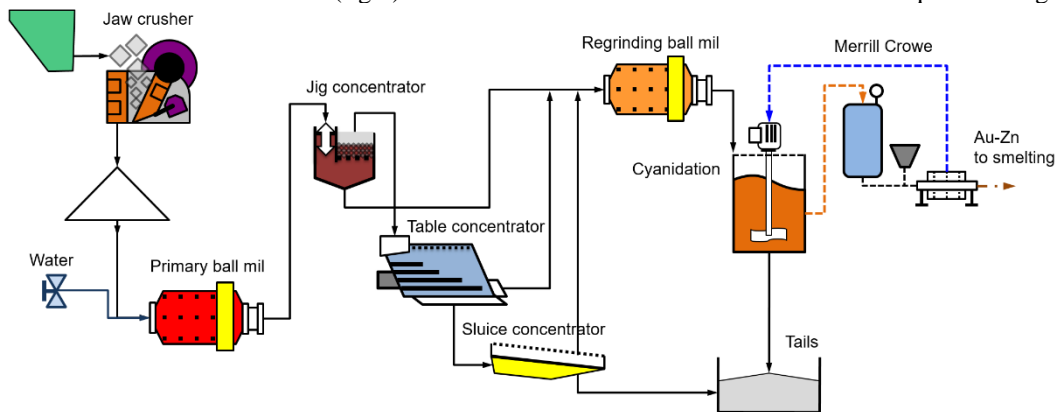 Jaw crusher
Regrinding ball mil
Merrill Crowe
Jig concentrator
Au-Zn
to smelting
Cyanidation
Table concentrator
Water
Primary ball mil
Sluice concentrator
Tails